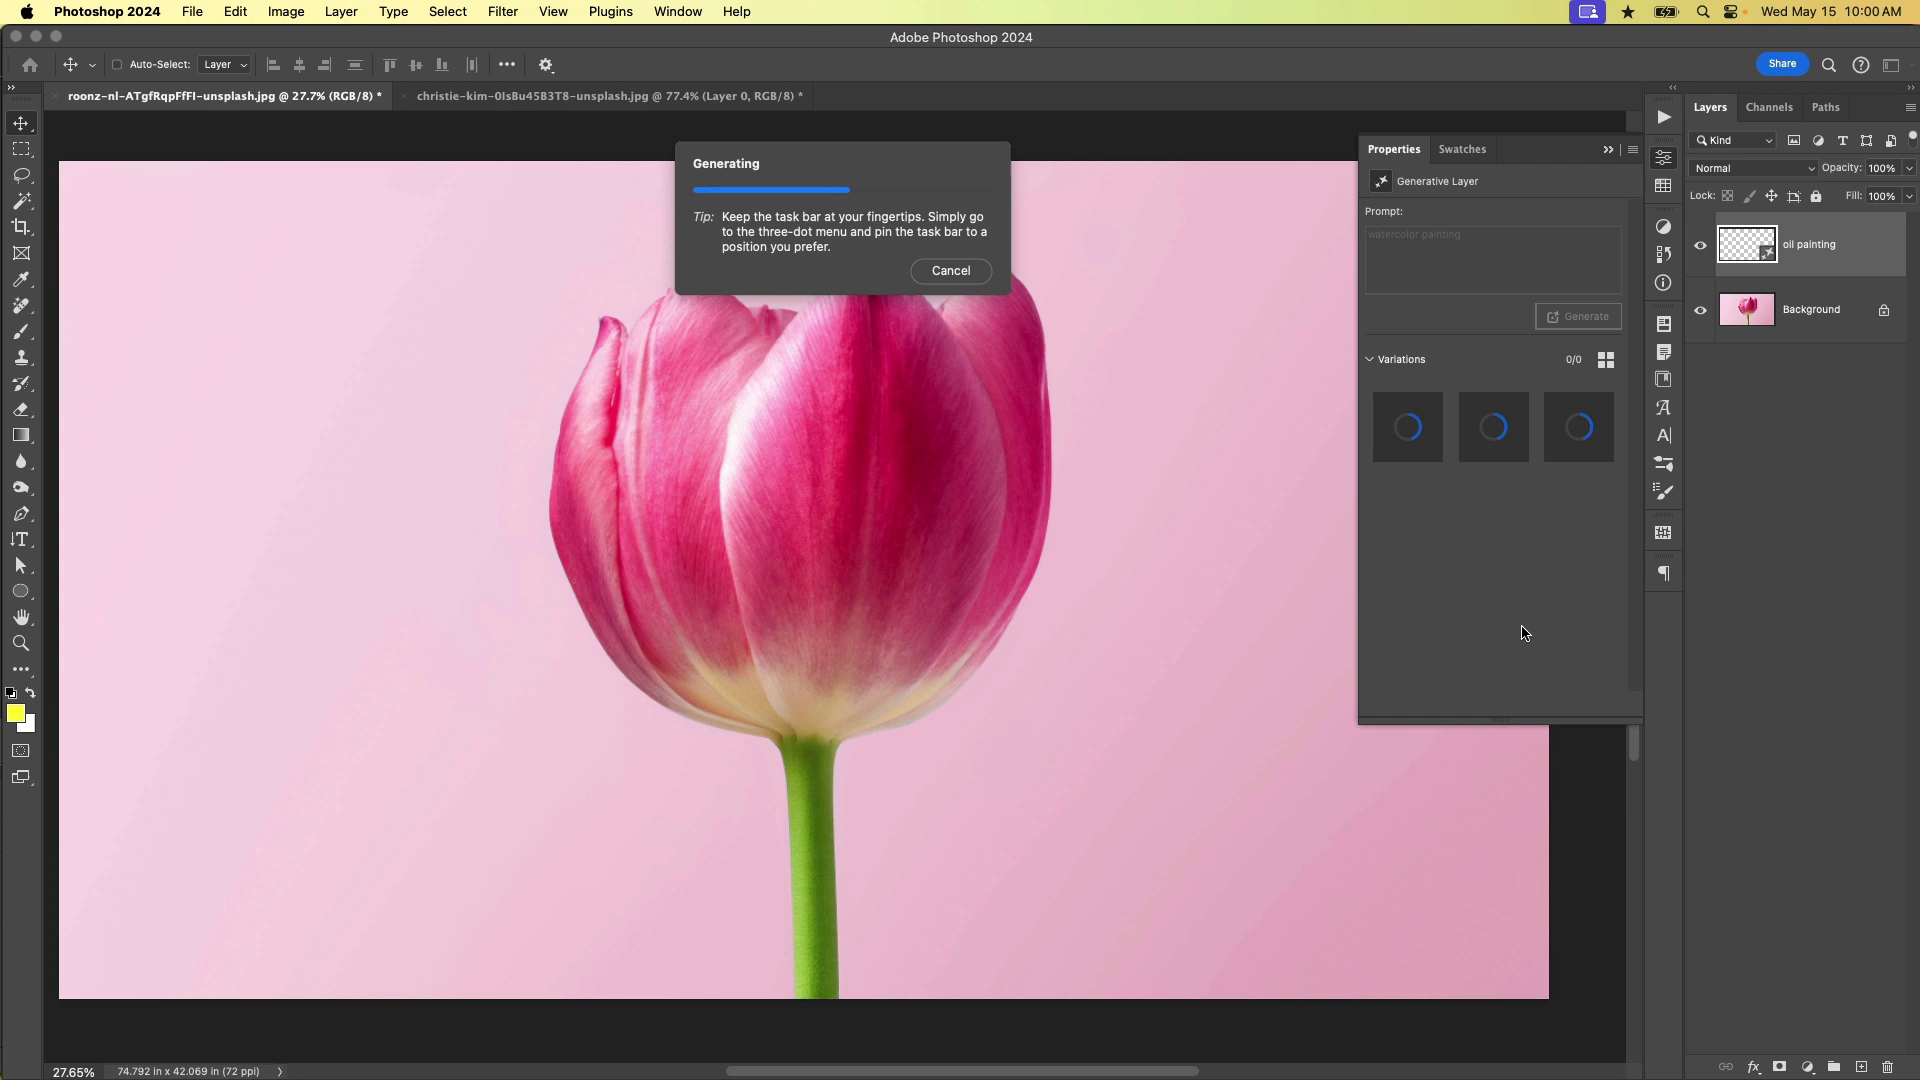 Photoshop 2024 File Edit Image Layer Type Select Filter View Plugins Window Help Wed May 15 10:00 AM
Adobe Photoshop 2024
Auto-Select: Layer Share
roonz-nl-ATgfRqpFfFI-unsplash.jpg @ 27.7% (RGB/8) * christie-kim-0IsBu45B3T8-unsplash.jpg @ 77.4% (Layer 0, RGB/8) *
Layers Channels Paths
Kind
Normal Opacity: 100%
Lock: Fill: 100%
oil painting
Background
Generating
Tip: Keep the task bar at your fingertips. Simply go
to the three-dot menu and pin the task bar to a
position you prefer.
Cancel
Properties Swatches
Generative Layer
Prompt:
watercolor painting
Generate
Variations 0/0
27.65% 74.792 in x 42.069 in (72 ppi)